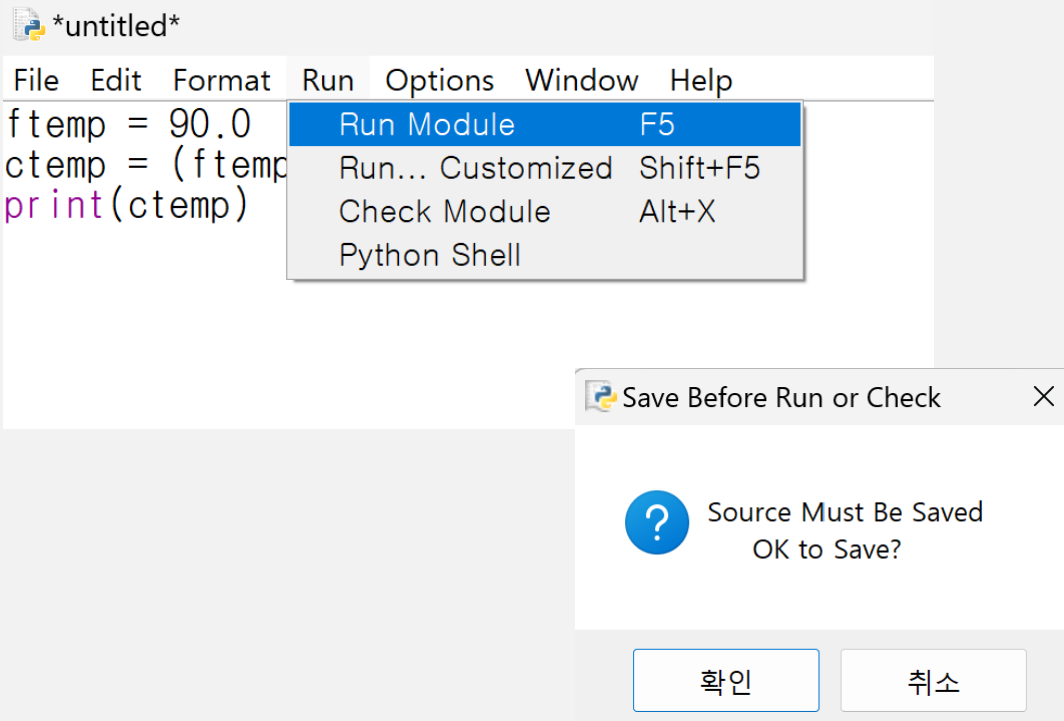 *untitled*
File Edit Format Run Options Window Help
ftemp = 90.0
ctemp = (ftemp
print(ctemp)
Run Module F5
Run... Customized Shift+F5
Check Module Alt+X
Python Shell
Save Before Run or Check
Source Must Be Saved
OK to Save?
확인 취소